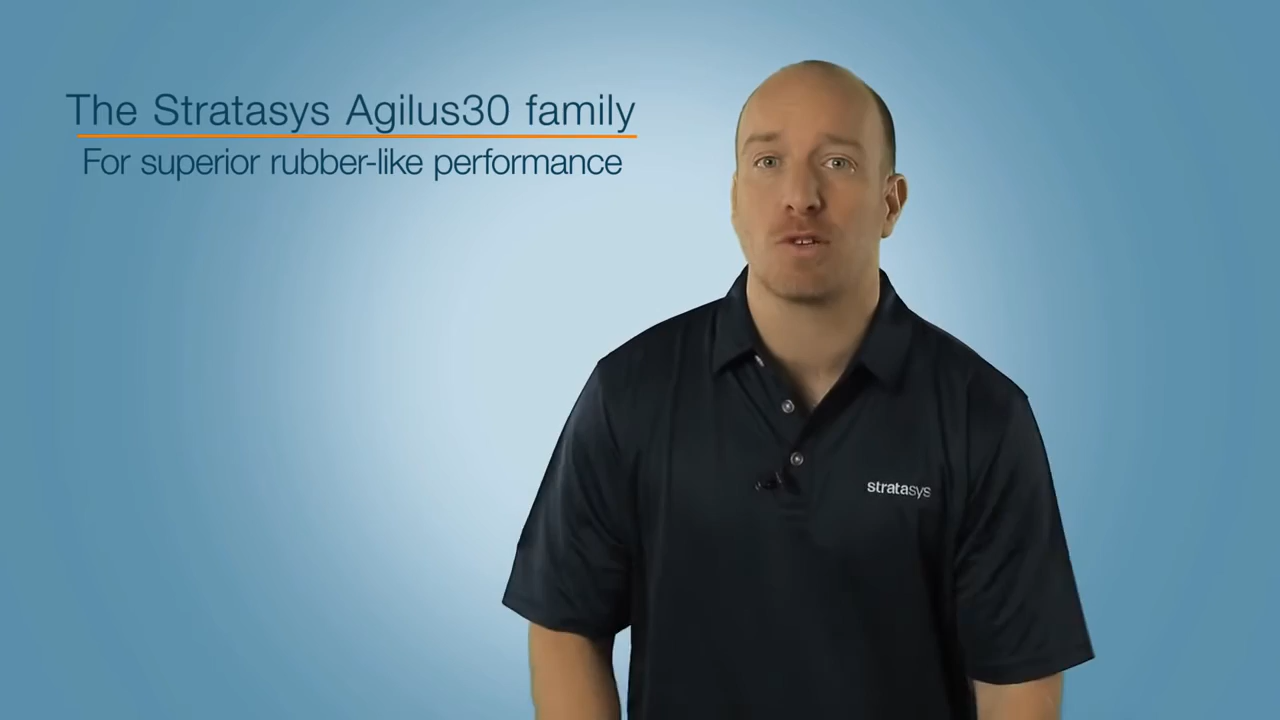 The Stratasys Agilus30 family
For superior rubber-like performance
stratasys